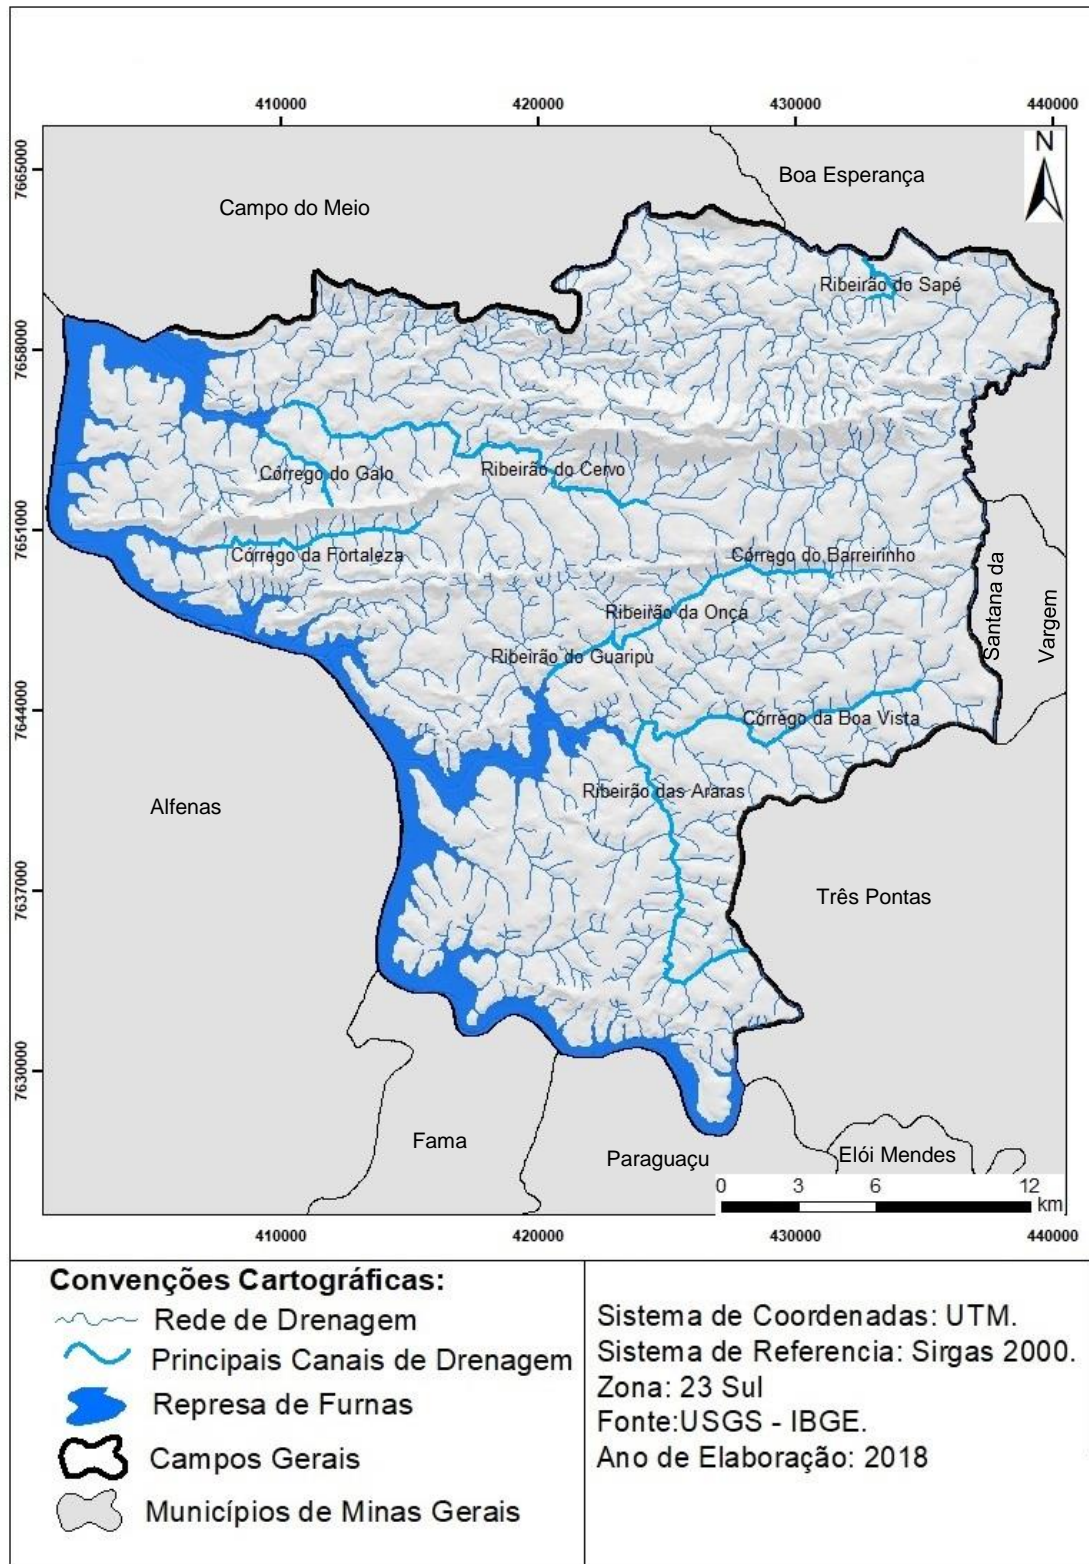 410000 420000 430000 440000
7665000
N
Boa Esperança
Campo do Meio
Ribeirão do Sapé
7658000
Córrego do Galo
Ribeirão do Cervo
7651000
Córrego da Fortaleza
Córrego do Barreirinho
Santana da
Vargem
Ribeirão da Onça
Ribeirão do Guaripu
7644000
Córrego da Boa Vista
Ribeirão das Araras
Alfenas
7637000
Três Pontas
7630000
Fama
Paraguaçu
Elói Mendes
0 3 6 12
km
410000 420000 430000 440000
Convenções Cartográficas:
Rede de Drenagem
Principais Canais de Drenagem
Represa de Furnas
Campos Gerais
Municípios de Minas Gerais
Sistema de Coordenadas: UTM.
Sistema de Referencia: Sirgas 2000.
Zona: 23 Sul
Fonte:USGS - IBGE.
Ano de Elaboração: 2018